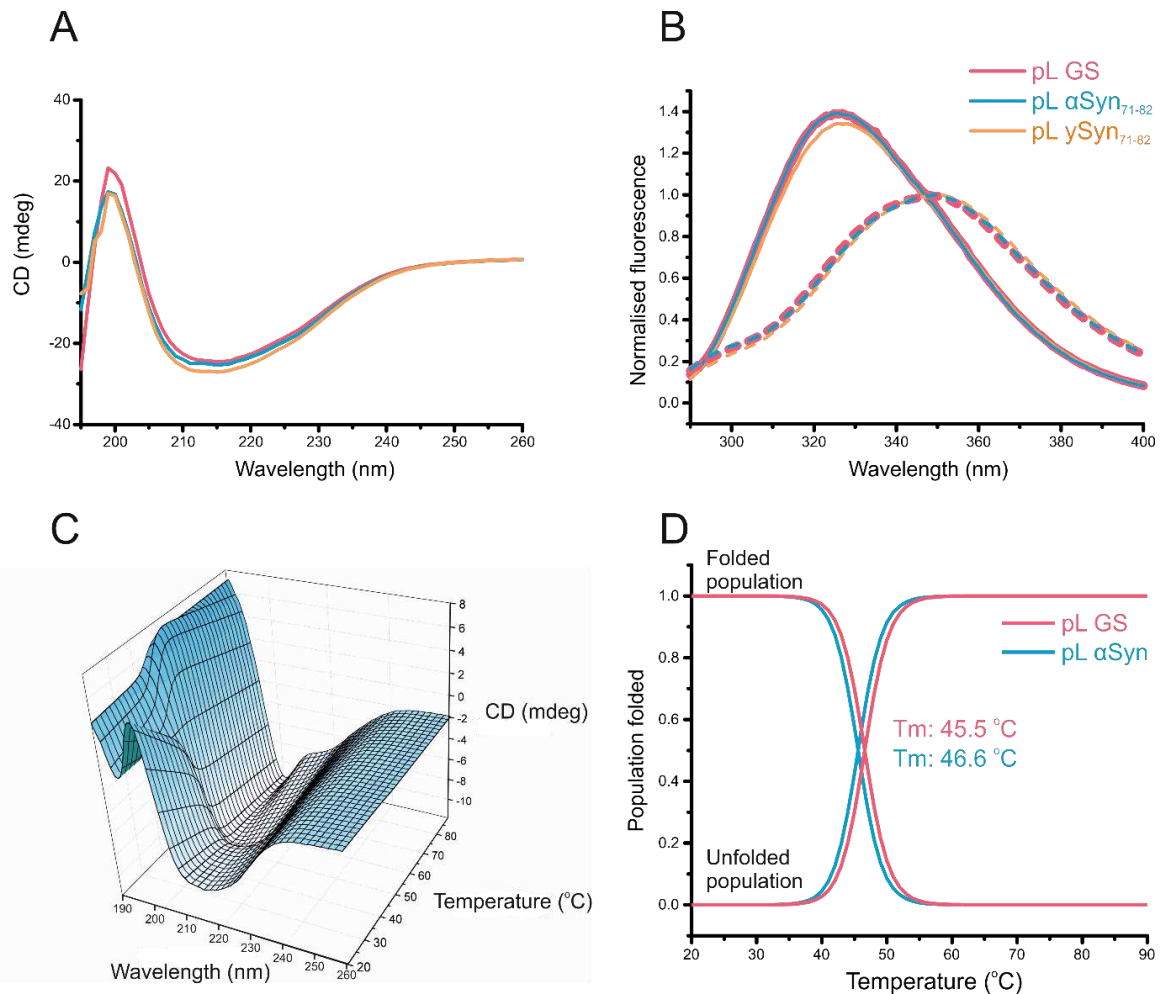 A
40
20
0
-20
-40
CD (mdeg)
200
210
220
230
240
250
260
Wavelength (nm)
B
pL GS
pL αSyn71-82
pL ySyn71-82
1.4
1.2
1.0
0.8
0.6
0.4
0.2
0.0
Normalised fluorescence
300
320
340
360
380
400
Wavelength (nm)
C
8
6
4
2
0
-2
-4
-6
-8
-10
CD (mdeg)
80
70
60
50
40
30
20
Temperature (°C)
190
200
210
220
230
240
250
260
Wavelength (nm)
D
Folded
population
pL GS
pL αSyn
Tm: 45.5 °C
Tm: 46.6 °C
Unfolded
population
1.0
0.8
0.6
0.4
0.2
0.0
Population folded
20
30
40
50
60
70
80
90
Temperature (°C)